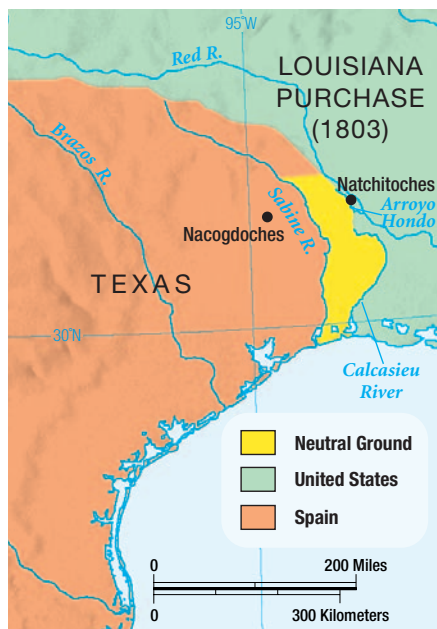 95°W
Red R.
LOUISIANA
PURCHASE
(1803)
Brazos R.
Natchitoches
Arroyo
Hondo
Sabine R.
Nacogdoches
TEXAS
30°N
Calcasieu
River
Neutral Ground
United States
Spain
0 200 Miles
0 300 Kilometers